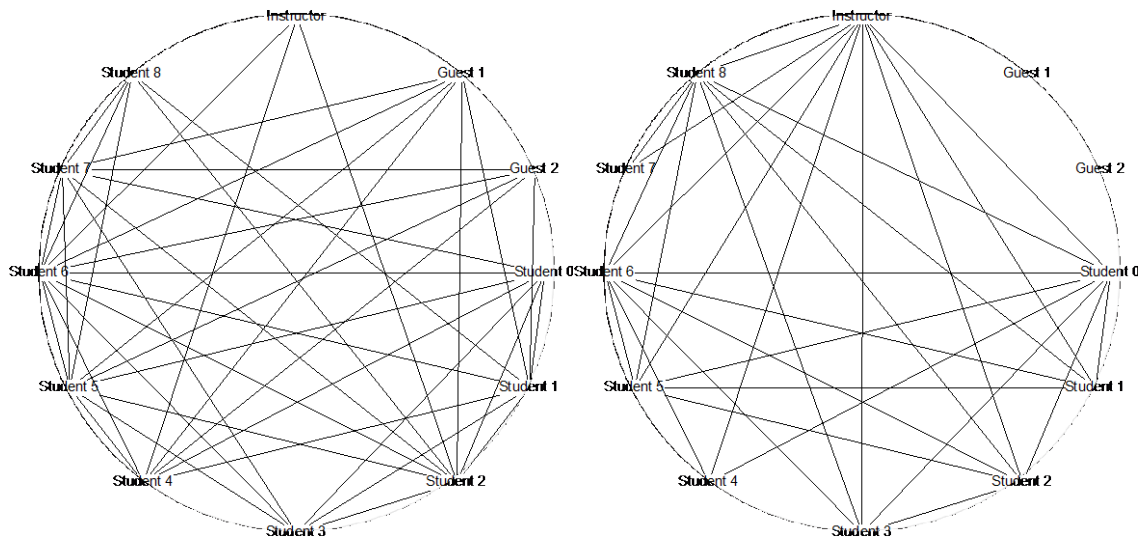 Instructor
Student 8
Guest 1
Student 7
Guest 2
Student 6
Student 0
Student 5
Student 1
Student 4
Student 2
Student 3
Instructor
Student 8
Guest 1
Student 7
Guest 2
Student 6
Student 0
Student 5
Student 1
Student 4
Student 2
Student 3